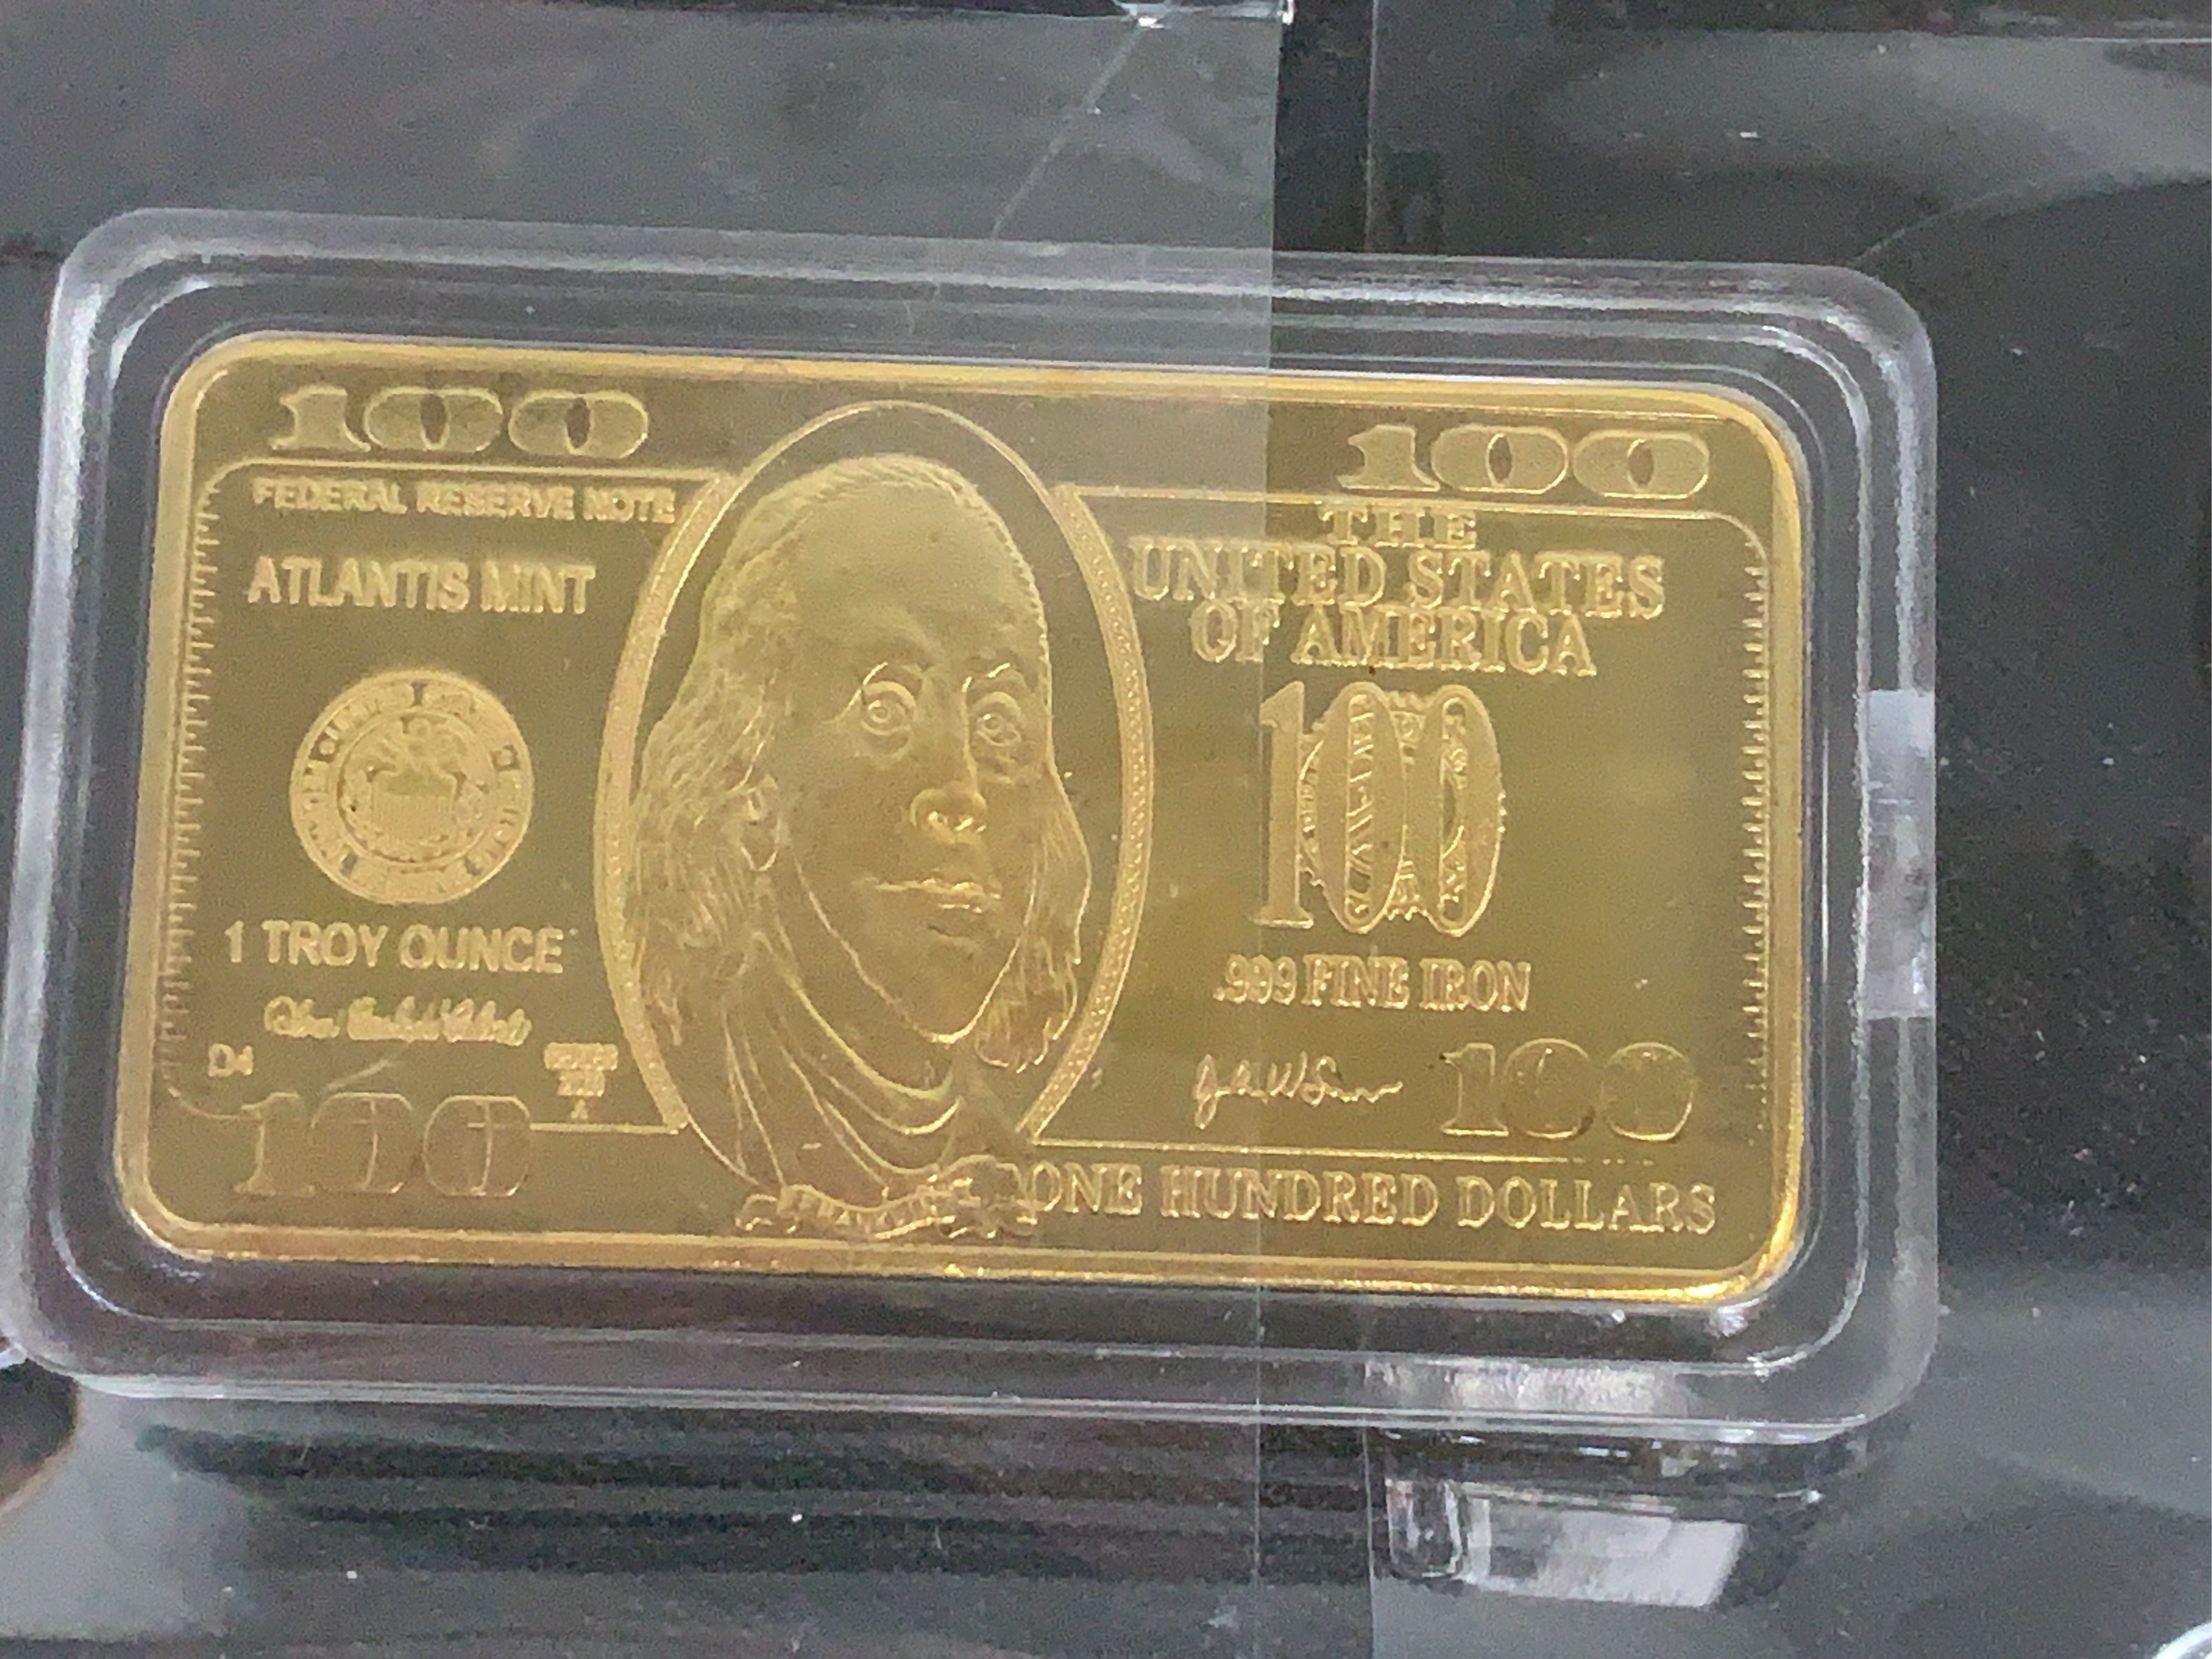 100
100
FEDERAL RESERVE NOTE
THE
UNITED STATES
OF AMERICA
ATLANTIS MINT
100
1 TROY OUNCE
.999 FINE IRON
D4
A
100
100
ONE HUNDRED DOLLARS